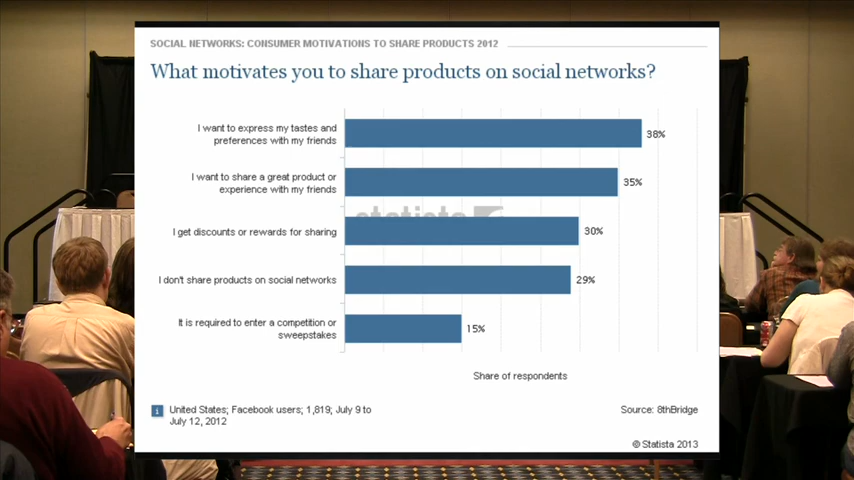 SOCIAL NETWORKS: CONSUMER MOTIVATIONS TO SHARE PRODUCTS 2012
What motivates you to share products on social networks?
I want to express my tastes and
preferences with my friends
38%
I want to share a great product or
experience with my friends
35%
statista
I get discounts or rewards for sharing
30%
I don't share products on social networks
29%
It is required to enter a competition or
sweepstakes
15%
Share of respondents
i
United States; Facebook users; 1,819; July 9 to
July 12, 2012
Source: 8thBridge
© Statista 2013